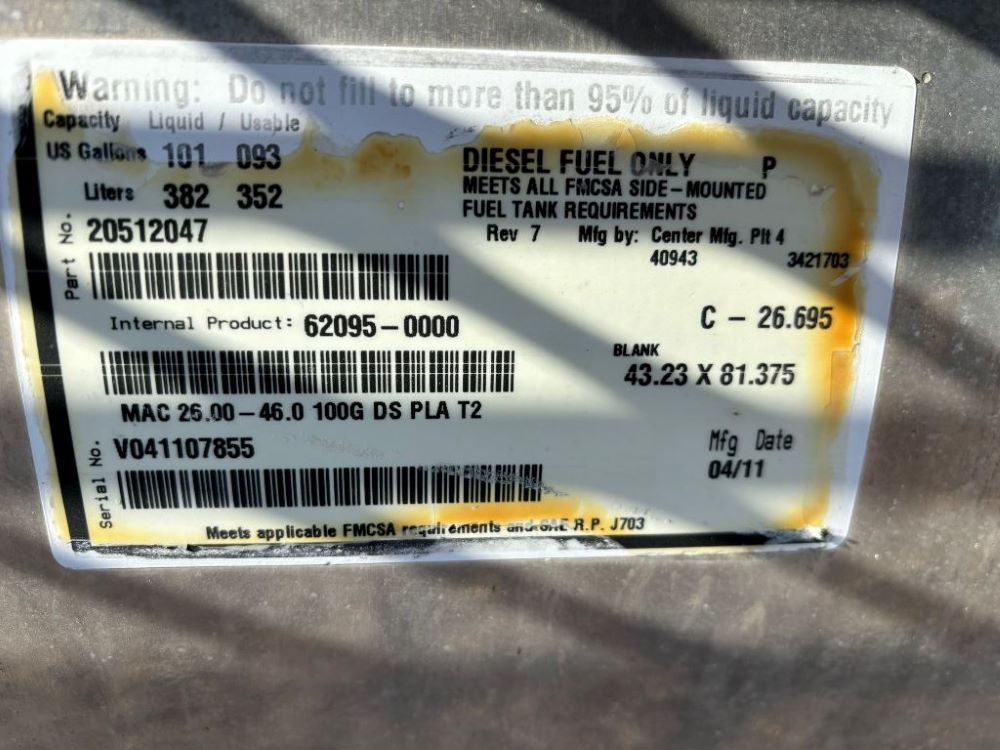 Warning: Do not fill to more than 95% of liquid capacity
Capacity Liquid / Usable
US Gallons 101 093
Liters 382 352
DIESEL FUEL ONLY P
MEETS ALL FMCSA SIDE-MOUNTED
FUEL TANK REQUIREMENTS
Rev 7 Mfg by: Center Mfg. Plt 4
40943 3421703
Part No. 20512047
Internal Product: 62095-0000
C - 26.695
BLANK
43.23 X 81.375
MAC 26.00-46.0 100G DS PLA T2
Serial No. V041107855
Mfg Date
04/11
Meets applicable FMCSA requirements and SAE R.P. J703